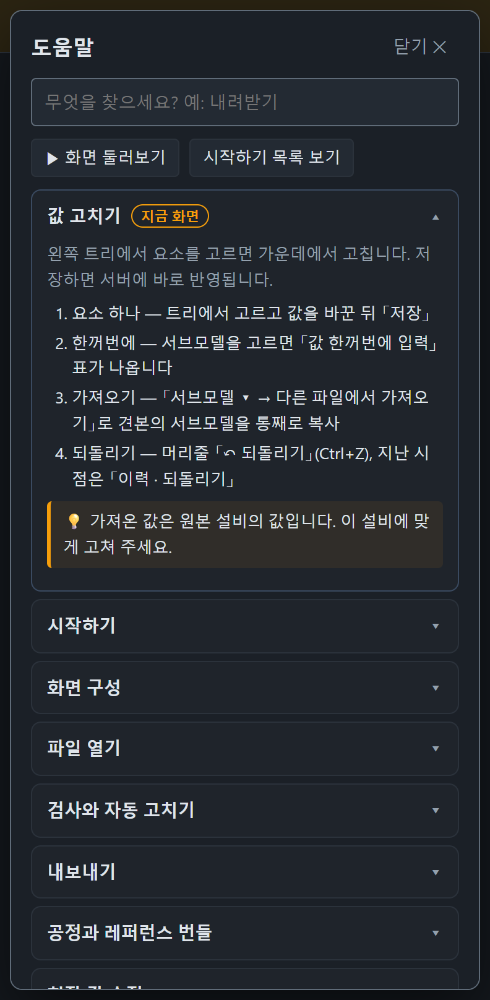 도움말
닫기 ×
무엇을 찾으세요? 예: 내려받기
▶ 화면 둘러보기
시작하기 목록 보기
값 고치기 지금 화면 ▲
왼쪽 트리에서 요소를 고르면 가운데에서 고칩니다. 저
장하면 서버에 바로 반영됩니다.
1. 요소 하나 — 트리에서 고르고 값을 바꾼 뒤 「저장」
2. 한꺼번에 — 서브모델을 고르면 「값 한꺼번에 입력」
표가 나옵니다
3. 가져오기 — 「서브모델 ▾ → 다른 파일에서 가져오
기」로 견본의 서브모델을 통째로 복사
4. 되돌리기 — 머리줄 「↶ 되돌리기」(Ctrl+Z), 지난 시
점은 「이력 · 되돌리기」
💡 가져온 값은 원본 설비의 값입니다. 이 설비에 맞
게 고쳐 주세요.
시작하기 ▼
화면 구성 ▼
파일 열기 ▼
검사와 자동 고치기 ▼
내보내기 ▼
공정과 레퍼런스 번들 ▼